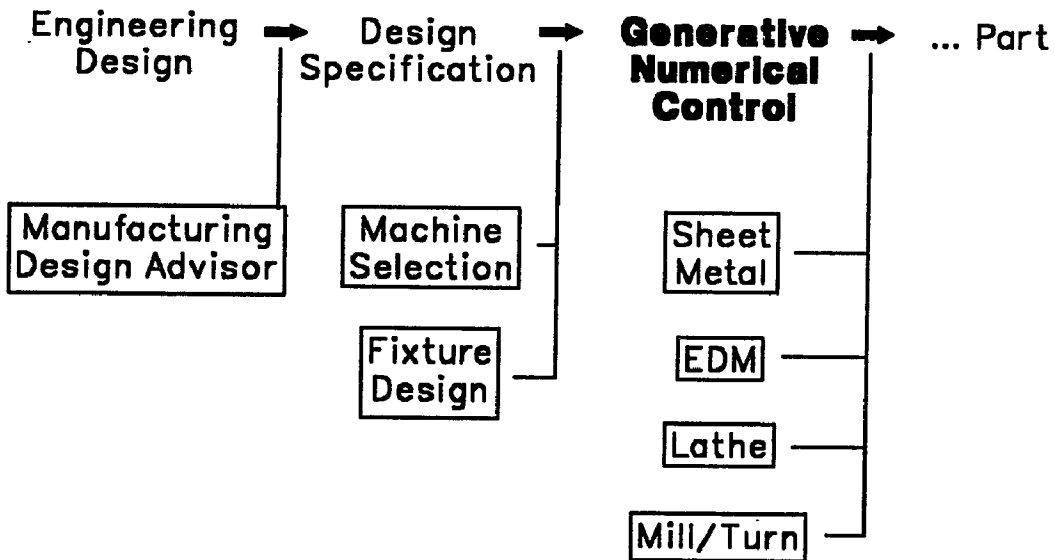 Engineering
Design
Design
Specification
Generative
Numerical
Control
... Part
Manufacturing
Design Advisor
Machine
Selection
Fixture
Design
Sheet
Metal
EDM
Lathe
Mill/Turn